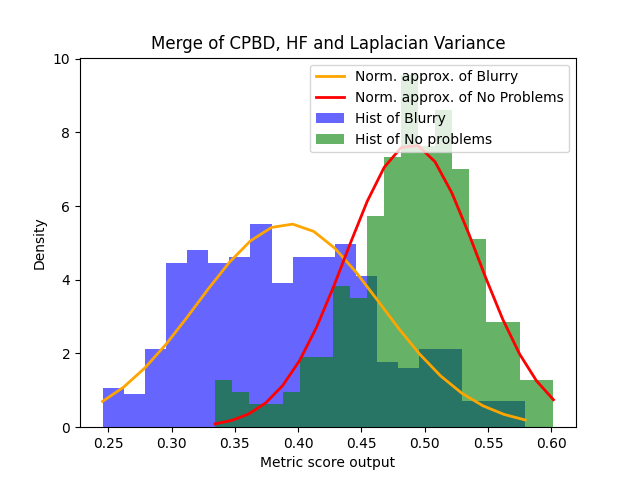 Merge of CPBD, HF and Laplacian Variance
Norm. approx. of Blurry
Norm. approx. of No Problems
Hist of Blurry
Hist of No problems
Density
10
8
6
4
2
0
0.25 0.30 0.35 0.40 0.45 0.50 0.55 0.60
Metric score output